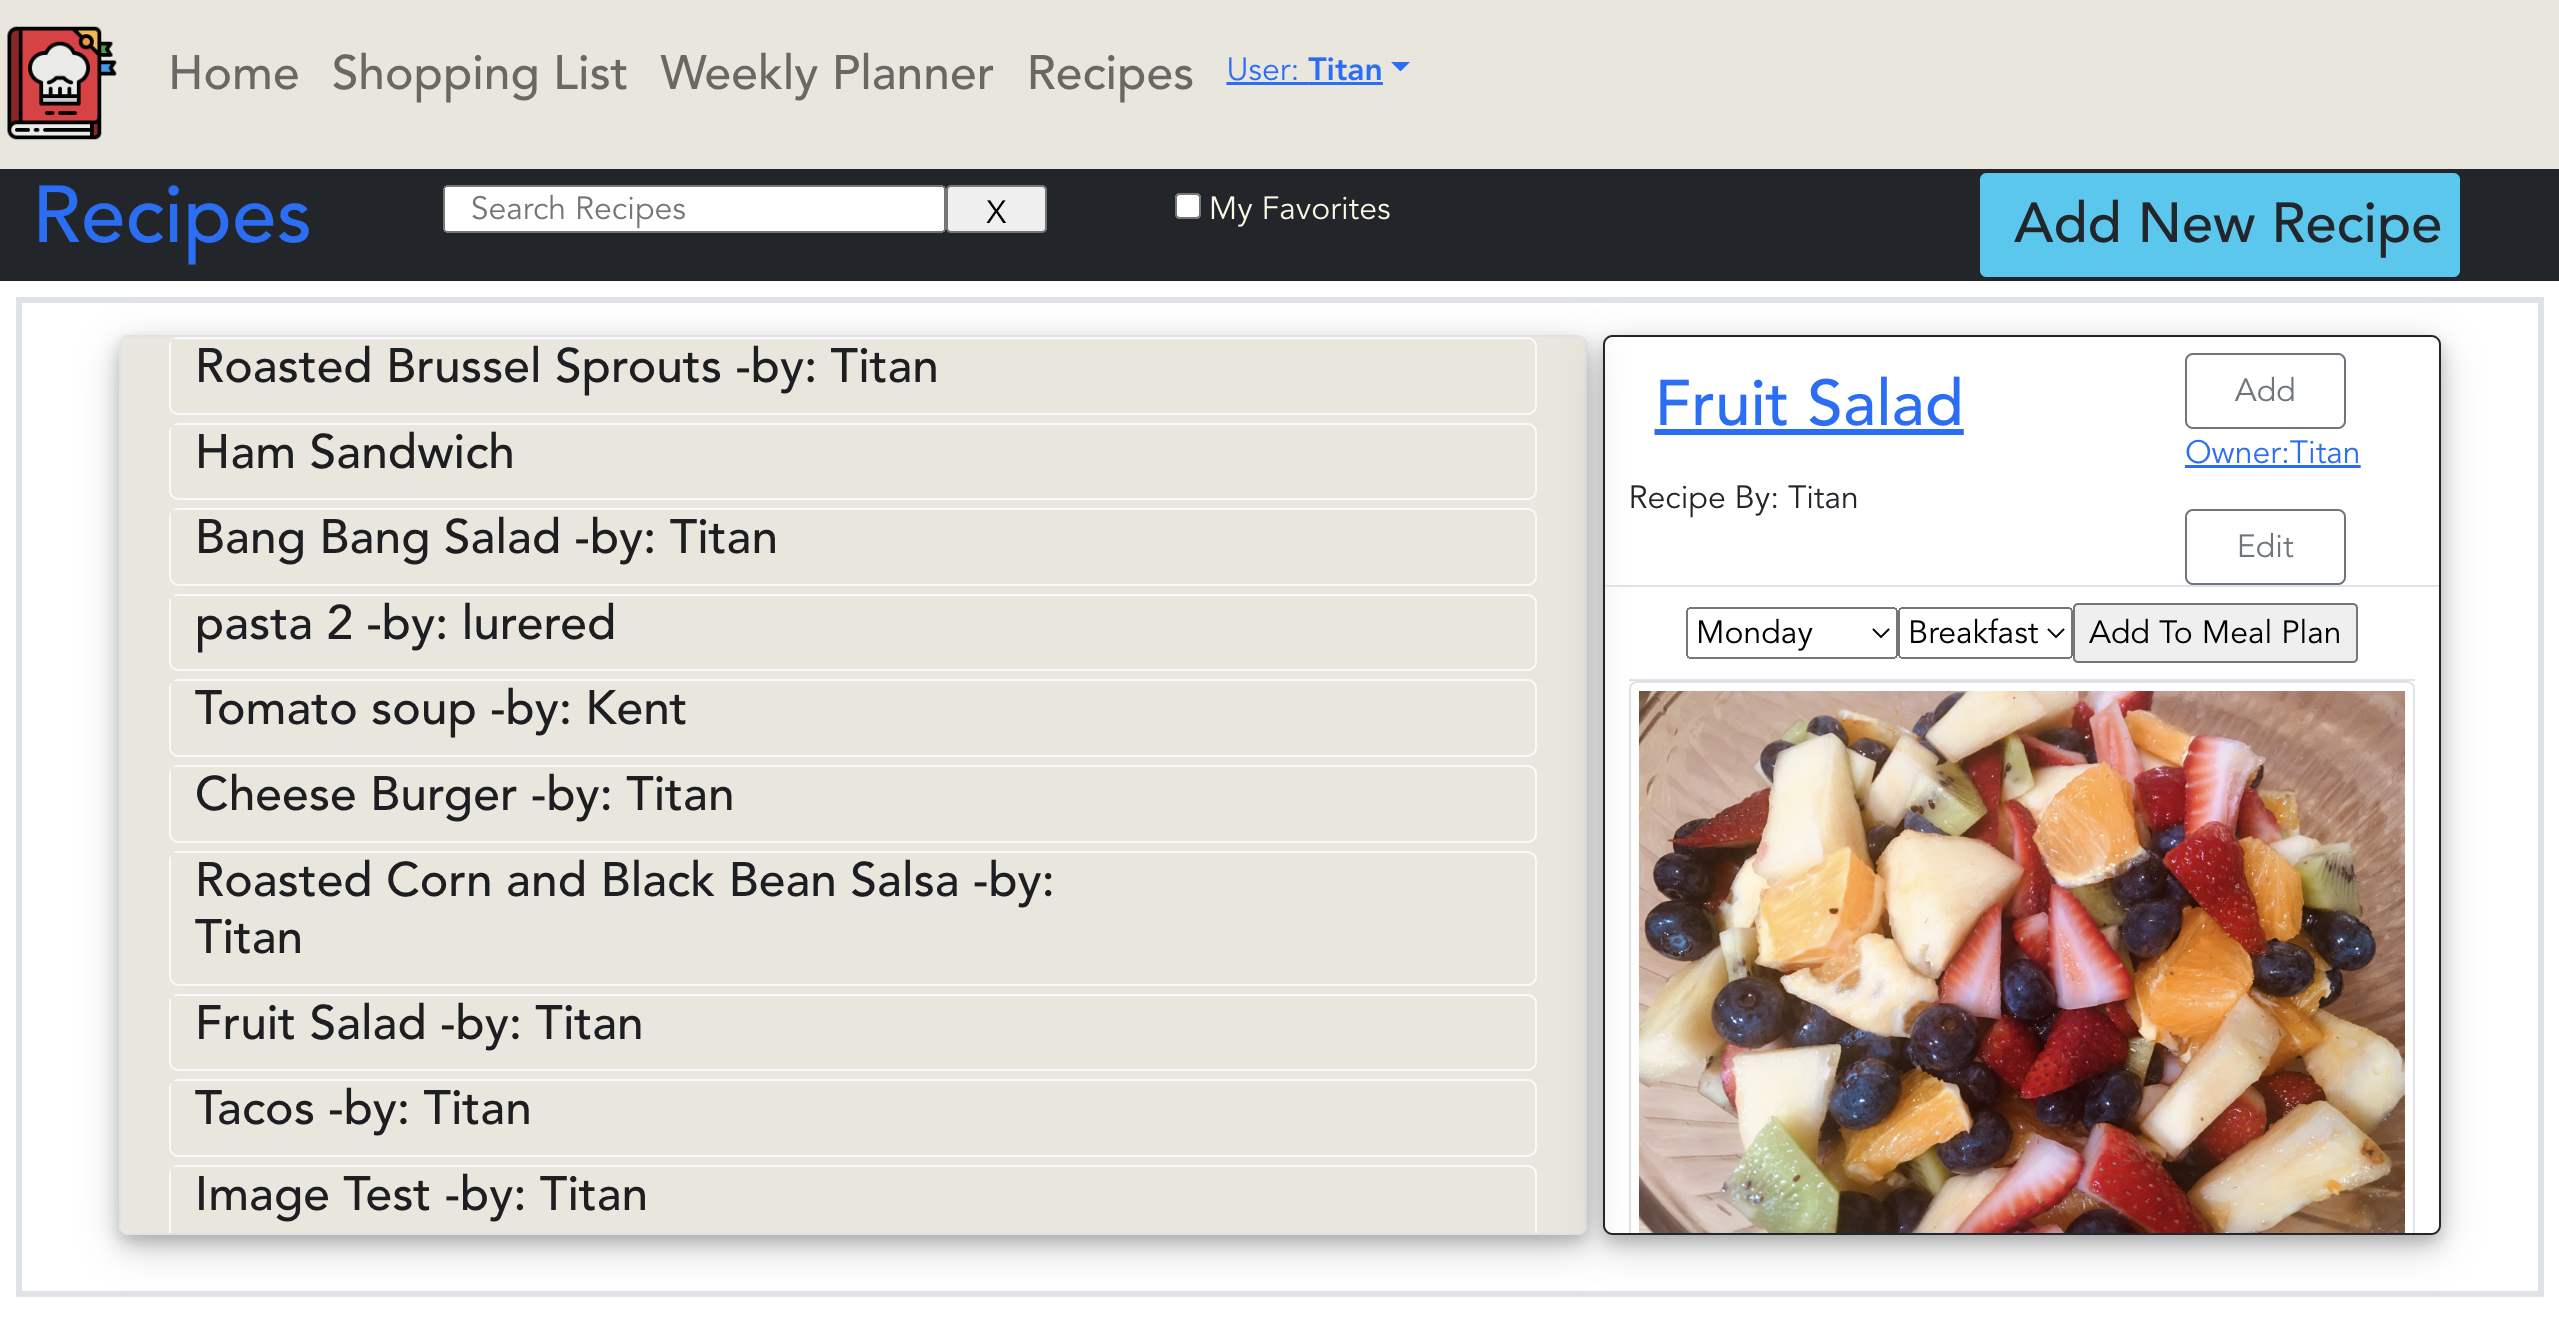 Home Shopping List Weekly Planner Recipes User: Titan
Recipes Search Recipes X My Favorites Add New Recipe
Roasted Brussel Sprouts -by: Titan
Ham Sandwich
Bang Bang Salad -by: Titan
pasta 2 -by: lurered
Tomato soup -by: Kent
Cheese Burger -by: Titan
Roasted Corn and Black Bean Salsa -by:
Titan
Fruit Salad -by: Titan
Tacos -by: Titan
Image Test -by: Titan
Fruit Salad
Add
Owner:Titan
Recipe By: Titan
Edit
Monday Breakfast Add To Meal Plan